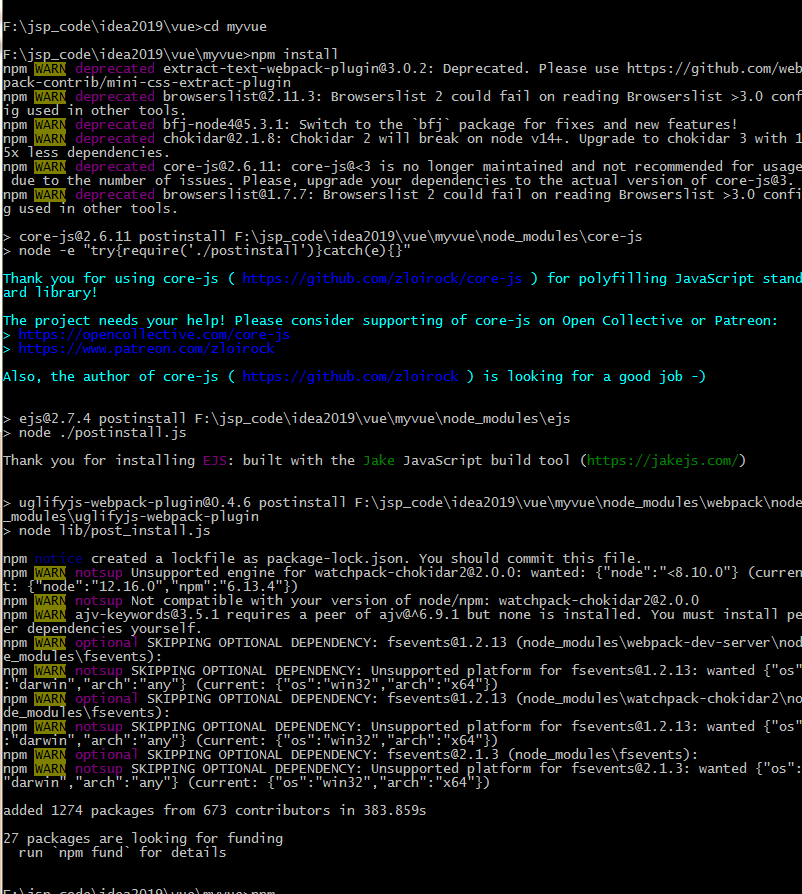 F:\jsp_code\idea2019\vue>cd myvue
F:\jsp_code\idea2019\vue\myvue>npm install
npm WARN deprecated extract-text-webpack-plugin@3.0.2: Deprecated. Please use https://github.com/web
pack-contrib/mini-css-extract-plugin
npm WARN deprecated browserslist@2.11.3: Browserslist 2 could fail on reading Browserslist >3.0 conf
ig used in other tools.
npm WARN deprecated bfj-node4@5.3.1: Switch to the `bfj` package for fixes and new features!
npm WARN deprecated chokidar@2.1.8: Chokidar 2 will break on node v14+. Upgrade to chokidar 3 with 1
5x less dependencies.
npm WARN deprecated core-js@2.6.11: core-js@<3 is no longer maintained and not recommended for usage
 due to the number of issues. Please, upgrade your dependencies to the actual version of core-js@3.
npm WARN deprecated browserslist@1.7.7: Browserslist 2 could fail on reading Browserslist >3.0 confi
g used in other tools.
> core-js@2.6.11 postinstall F:\jsp_code\idea2019\vue\myvue\node_modules\core-js
> node -e "try{require('./postinstall')}catch(e){}"
Thank you for using core-js ( https://github.com/zloirock/core-js ) for polyfilling JavaScript stand
ard library!
The project needs your help! Please consider supporting of core-js on Open Collective or Patreon:
> https://opencollective.com/core-js
> https://www.patreon.com/zloirock
Also, the author of core-js ( https://github.com/zloirock ) is looking for a good job -)
> ejs@2.7.4 postinstall F:\jsp_code\idea2019\vue\myvue\node_modules\ejs
> node ./postinstall.js
Thank you for installing EJS: built with the Jake JavaScript build tool (https://jakejs.com/)
> uglifyjs-webpack-plugin@0.4.6 postinstall F:\jsp_code\idea2019\vue\myvue\node_modules\webpack\node
_modules\uglifyjs-webpack-plugin
> node lib/post_install.js
npm notice created a lockfile as package-lock.json. You should commit this file.
npm WARN notsup Unsupported engine for watchpack-chokidar2@2.0.0: wanted: {"node":"<8.10.0"} (curren
t: {"node":"12.16.0","npm":"6.13.4"})
npm WARN notsup Not compatible with your version of node/npm: watchpack-chokidar2@2.0.0
npm WARN ajv-keywords@3.5.1 requires a peer of ajv@^6.9.1 but none is installed. You must install pe
er dependencies yourself.
npm WARN optional SKIPPING OPTIONAL DEPENDENCY: fsevents@1.2.13 (node_modules\webpack-dev-server\nod
e_modules\fsevents):
npm WARN notsup SKIPPING OPTIONAL DEPENDENCY: Unsupported platform for fsevents@1.2.13: wanted {"os"
:"darwin","arch":"any"} (current: {"os":"win32","arch":"x64"})
npm WARN optional SKIPPING OPTIONAL DEPENDENCY: fsevents@1.2.13 (node_modules\watchpack-chokidar2\no
de_modules\fsevents):
npm WARN notsup SKIPPING OPTIONAL DEPENDENCY: Unsupported platform for fsevents@1.2.13: wanted {"os"
:"darwin","arch":"any"} (current: {"os":"win32","arch":"x64"})
npm WARN optional SKIPPING OPTIONAL DEPENDENCY: fsevents@2.1.3 (node_modules\fsevents):
npm WARN notsup SKIPPING OPTIONAL DEPENDENCY: Unsupported platform for fsevents@2.1.3: wanted {"os":
"darwin","arch":"any"} (current: {"os":"win32","arch":"x64"})
added 1274 packages from 673 contributors in 383.859s
27 packages are looking for funding
  run `npm fund` for details
F:\jsp_code\idea2019\vue\myvue>npm